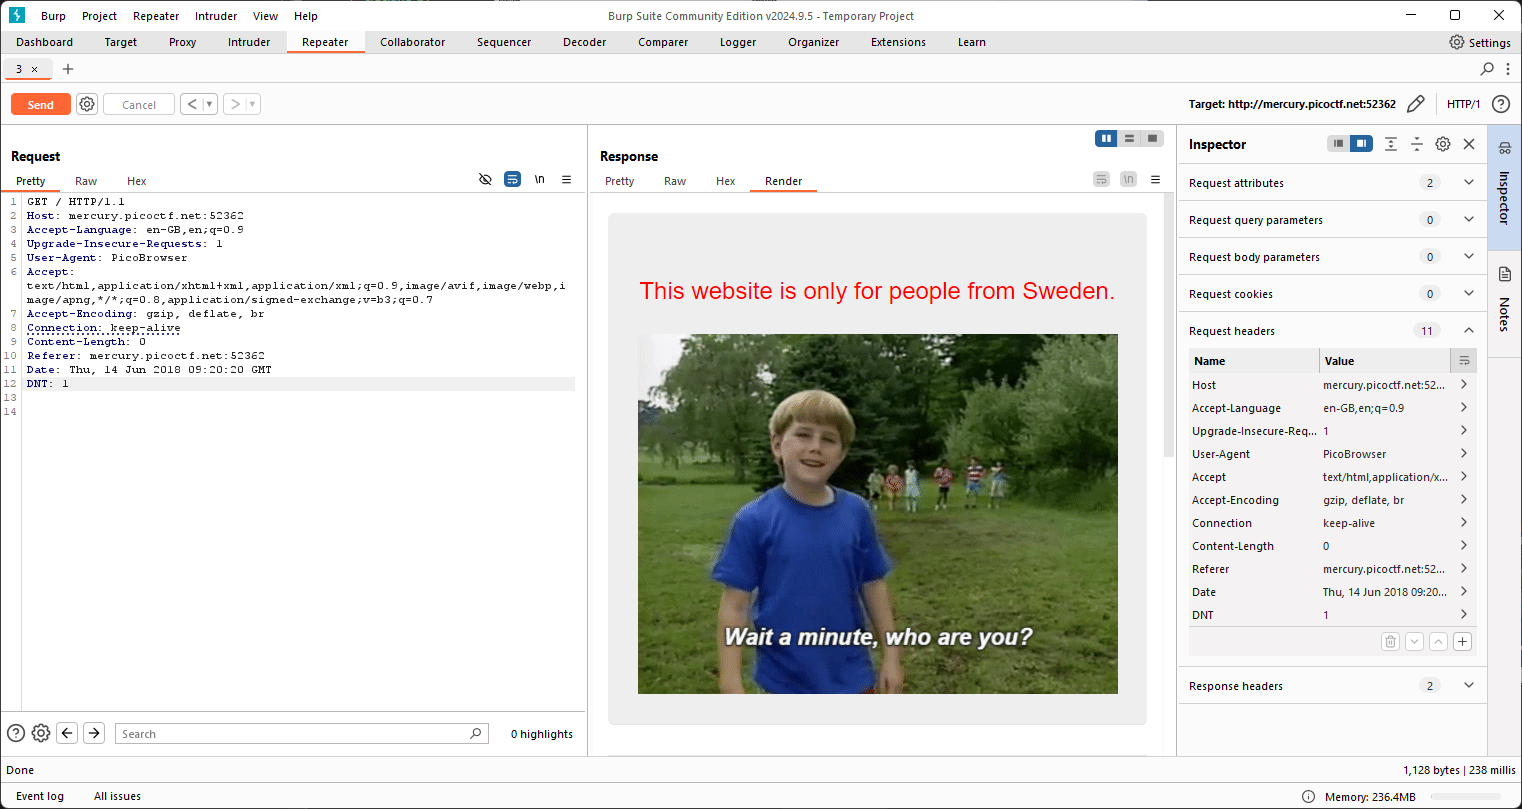 Burp Project Repeater Intruder View Help
Burp Suite Community Edition v2024.9.5 - Temporary Project
Dashboard Target Proxy Intruder Repeater Collaborator Sequencer Decoder Comparer Logger Organizer Extensions Learn
Settings
3 ×
Send Cancel
Target: http://mercury.picoctf.net:52362
HTTP/1
Request
Pretty Raw Hex
\n
1 GET / HTTP/1.1
2 Host: mercury.picoctf.net:52362
3 Accept-Language: en-GB,en;q=0.9
4 Upgrade-Insecure-Requests: 1
5 User-Agent: PicoBrowser
6 Accept:
text/html,application/xhtml+xml,application/xml;q=0.9,image/avif,image/webp,i
mage/apng,*/*;q=0.8,application/signed-exchange;v=b3;q=0.7
7 Accept-Encoding: gzip, deflate, br
8 Connection: keep-alive
9 Content-Length: 0
10 Referer: mercury.picoctf.net:52362
11 Date: Thu, 14 Jun 2018 09:20:20 GMT
12 DNT: 1
13
14
Search
0 highlights
Response
Pretty Raw Hex Render
\n
This website is only for people from Sweden.
Wait a minute, who are you?
Inspector
Request attributes 2
Request query parameters 0
Request body parameters 0
Request cookies 0
Request headers 11
Name Value
Host mercury.picoctf.net:52...
Accept-Language en-GB,en;q=0.9
Upgrade-Insecure-Req... 1
User-Agent PicoBrowser
Accept text/html,application/x...
Accept-Encoding gzip, deflate, br
Connection keep-alive
Content-Length 0
Referer mercury.picoctf.net:52...
Date Thu, 14 Jun 2018 09:20...
DNT 1
Response headers 2
Inspector
Notes
Done
1,128 bytes | 238 millis
Event log All issues
Memory: 236.4MB